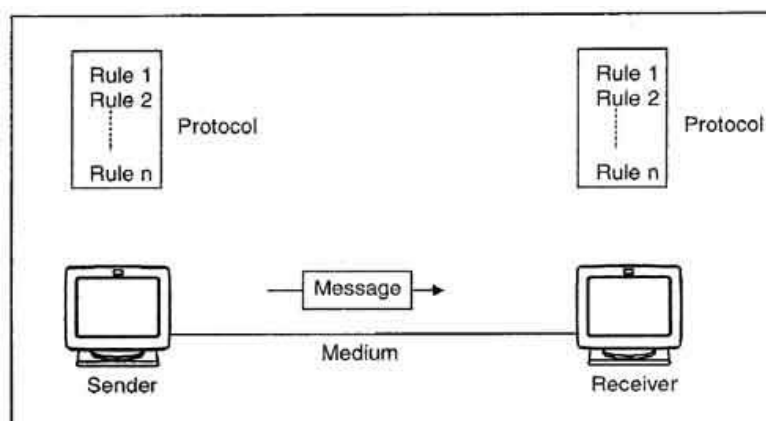 Rule 1
Rule 2
Rule n
Protocol
Rule 1
Rule 2
Rule n
Protocol
Message
Medium
Sender
Receiver